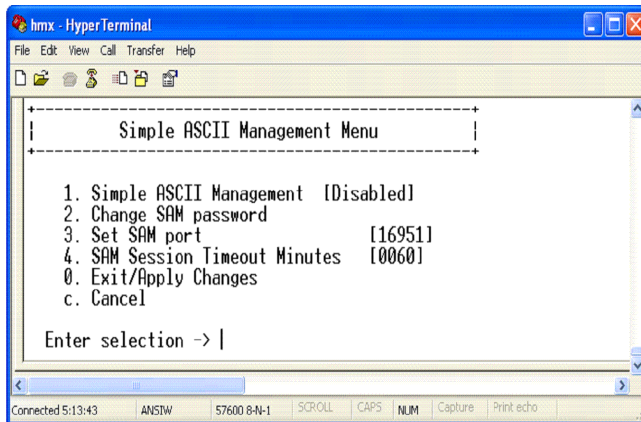 hmx - HyperTerminal
File Edit View Call Transfer Help
Simple ASCII Management Menu
1. Simple ASCII Management [Disabled]
2. Change SAM password
3. Set SAM port [16951]
4. SAM Session Timeout Minutes [0060]
0. Exit/Apply Changes
c. Cancel
Enter selection ->
Connected 5:13:43 ANSIW 57600 8-N-1 SCROLL CAPS NUM Capture Print echo